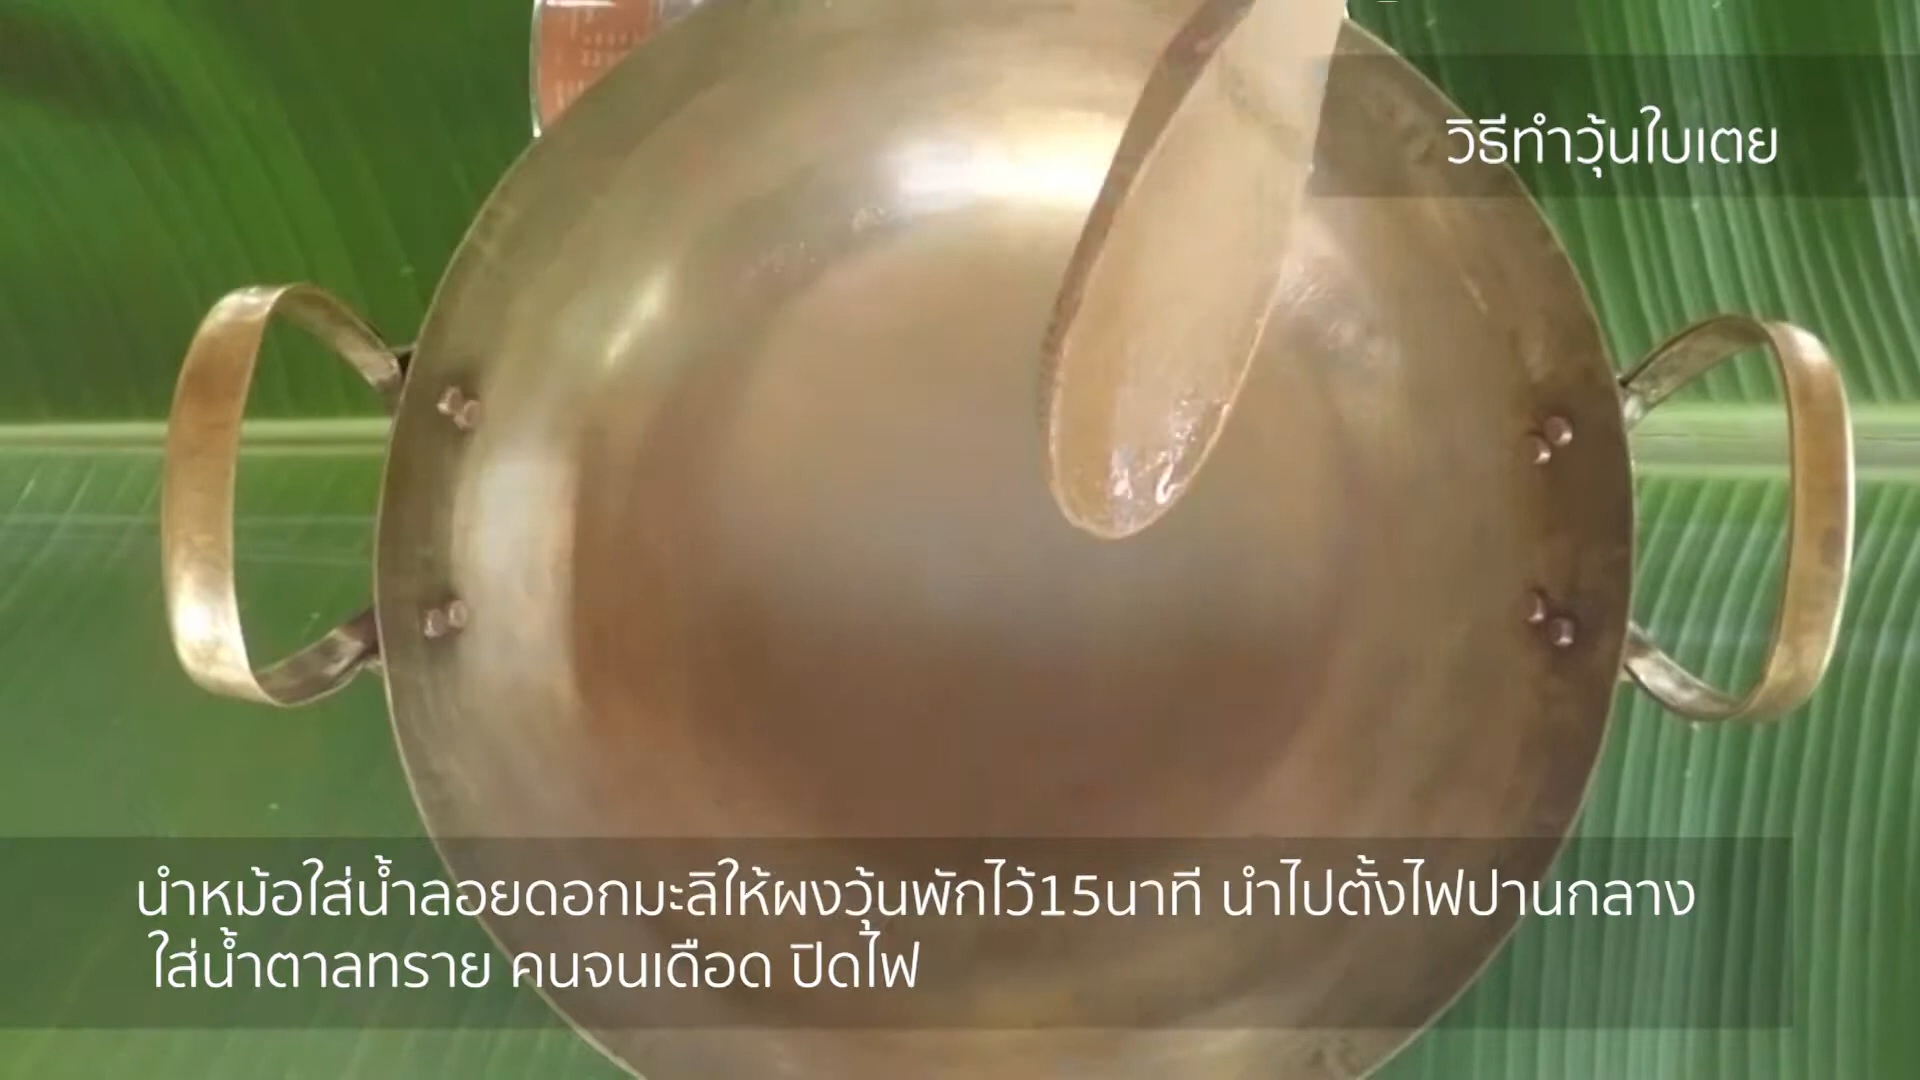 วิธีทำวุ้นใบเตย
นำหม้อใส่น้ำลอยดอกมะลิให้ผงวุ้นพักไว้15นาที นำไปตั้งไฟปานกลาง
ใส่น้ำตาลทราย คนจนเดือด ปิดไฟ